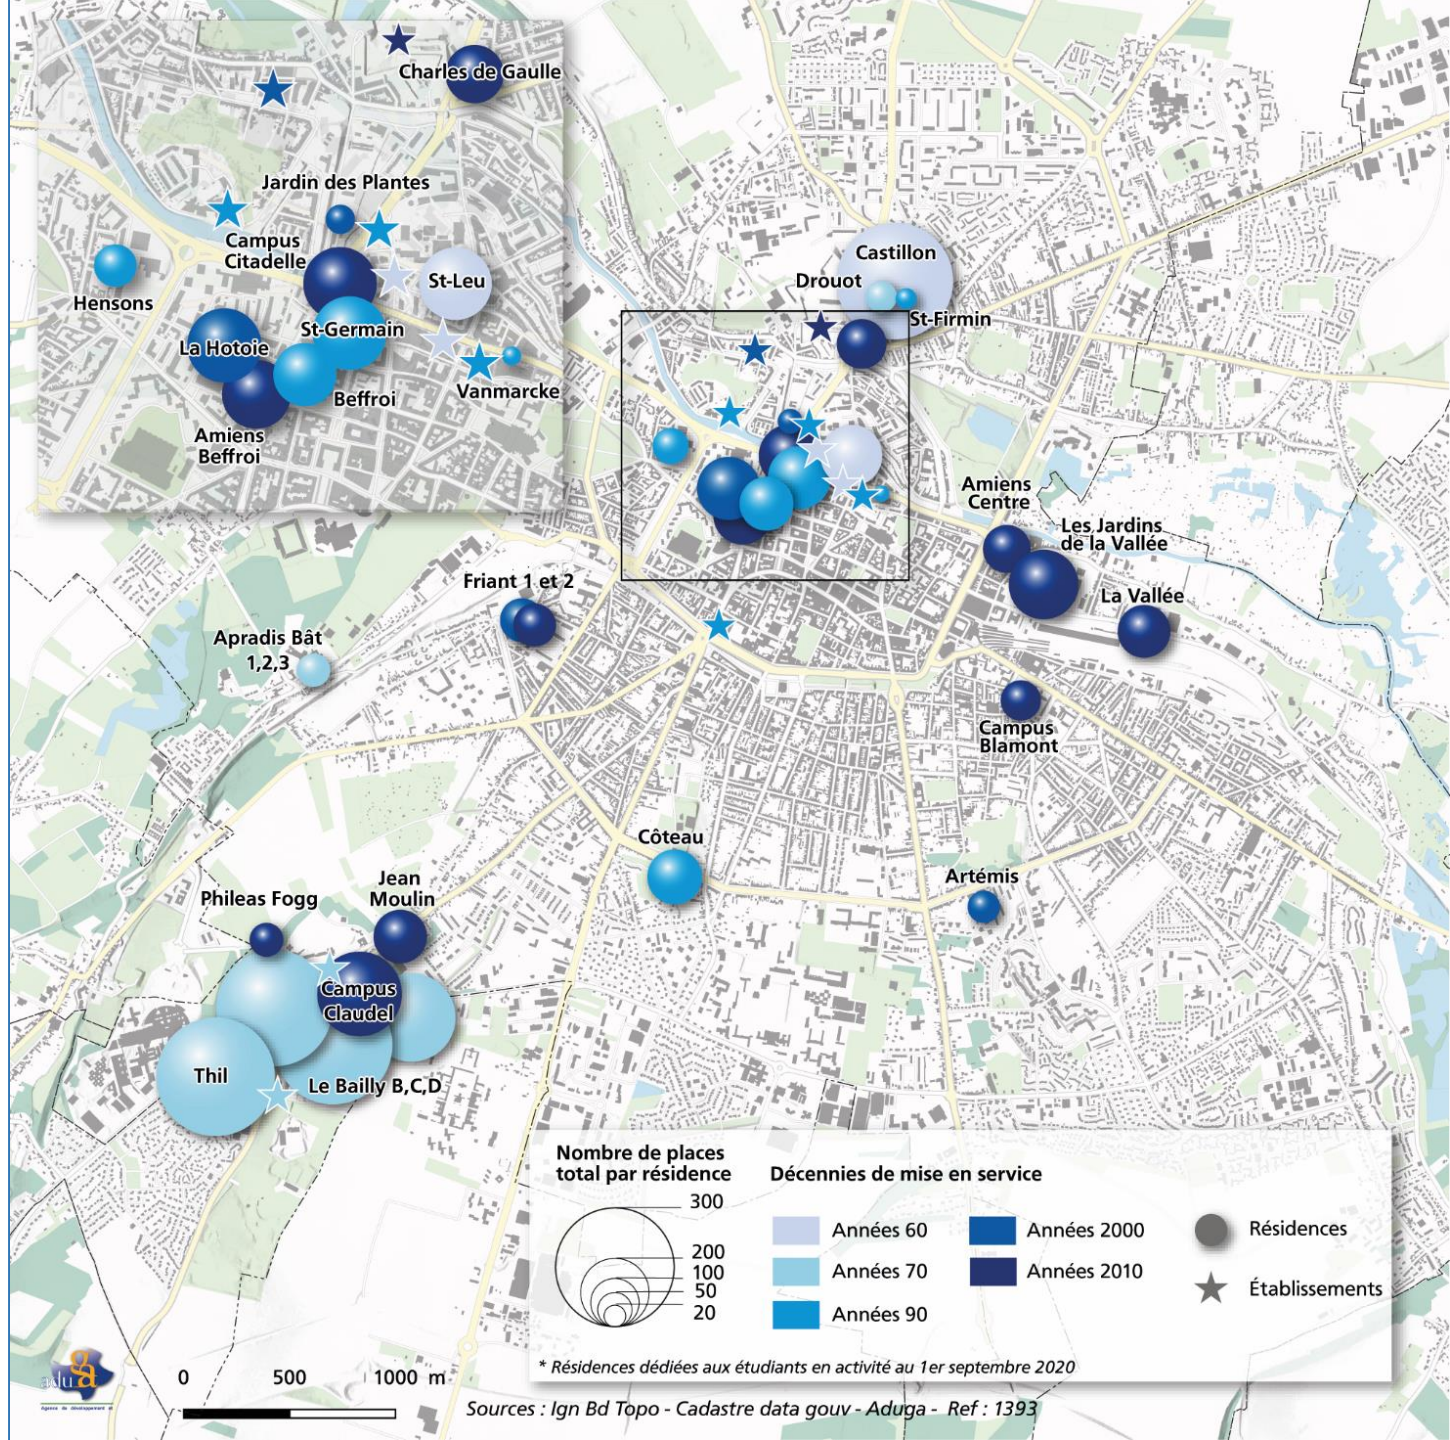 Charles de Gaulle
Jardin des Plantes
Campus
Citadelle
St-Leu
Hensons
St-Germain
La Hotoie
Vanmarcke
Beffroi
Amiens
Beffroi
Castillon
Drouot
St-Firmin
Amiens
Centre
Les Jardins
de la Vallée
La Vallée
Friant 1 et 2
Apradis Bât
1,2,3
Campus
Blamont
Côteau
Artémis
Jean
Moulin
Phileas Fogg
Campus
Claudel
Thil
Le Bailly B,C,D
Nombre de places
total par résidence
300
200
100
50
20
Décennies de mise en service
Années 60
Années 70
Années 90
Années 2000
Années 2010
Résidences
Établissements
* Résidences dédiées aux étudiants en activité au 1er septembre 2020
aduga
0 500 1000 m
Sources : Ign Bd Topo - Cadastre data gouv - Aduga - Ref : 1393